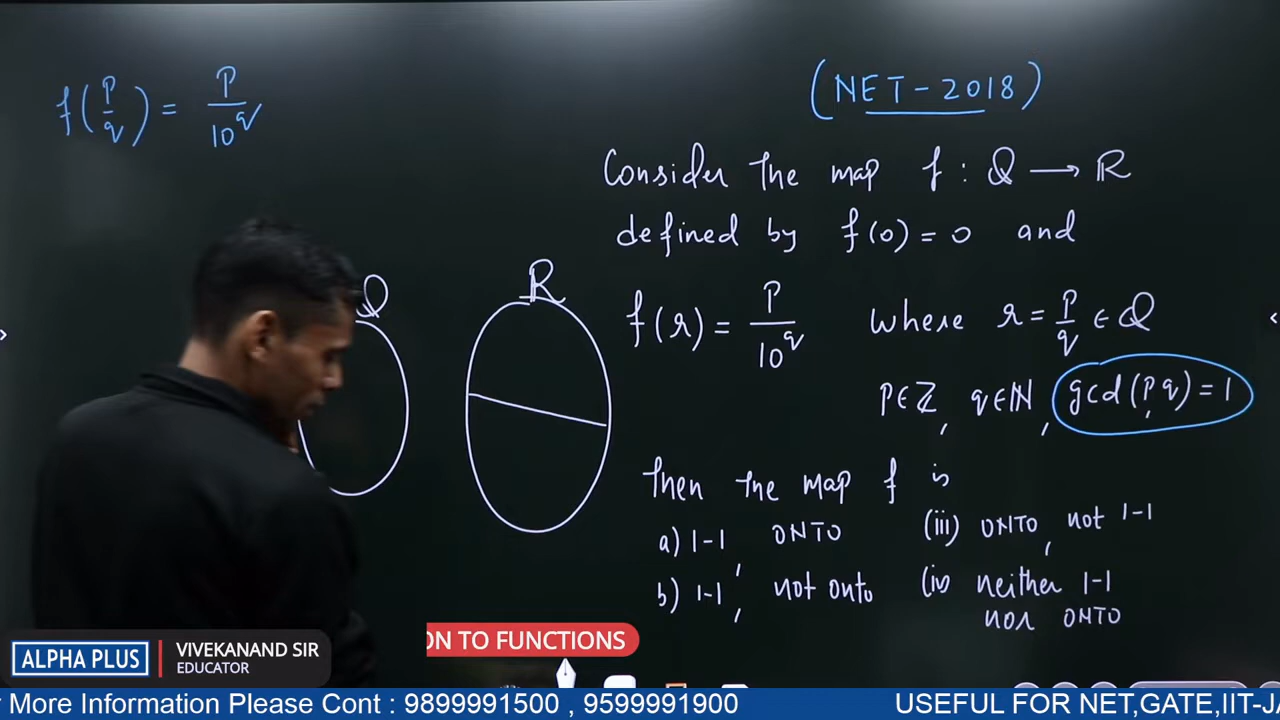 f(p/q) = p/10^q
(NET-2018)
Consider the map f : Q → R
defined by f(0) = 0 and
f(r) = p/10^q where r = p/q ∈ Q
p∈Z, q∈N, gcd(p,q) = 1
Then the map f is
a) 1-1, ONTO (iii) ONTO, not 1-1
b) 1-1, not onto (iv) neither 1-1
nor ONTO
Q
R
ON TO FUNCTIONS
ALPHA PLUS
VIVEKANAND SIR
EDUCATOR
More Information Please Cont : 9899991500 , 9599991900 USEFUL FOR NET,GATE,IIT-JA